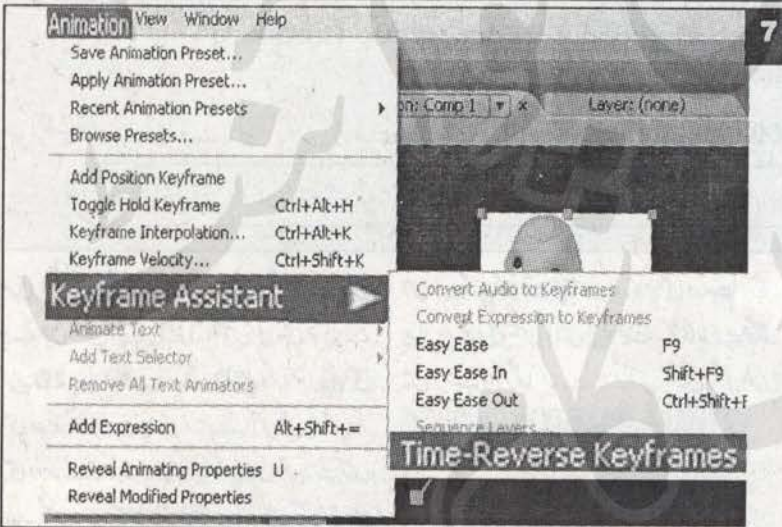 Animation View Window Help
7
Save Animation Preset...
Apply Animation Preset...
Recent Animation Presets
on: Comp 1 Layer: (none)
Browse Presets...
Add Position Keyframe
Toggle Hold Keyframe Ctrl+Alt+H
Keyframe Interpolation... Ctrl+Alt+K
Keyframe Velocity... Ctrl+Shift+K
Keyframe Assistant
Convert Audio to Keyframes
Convert Expression to Keyframes
Animate Text
Easy Ease F9
Add Text Selector
Easy Ease In Shift+F9
Remove All Text Animators
Easy Ease Out Ctrl+Shift+F
Sequence Layers
Add Expression Alt+Shift+=
Time-Reverse Keyframes
Reveal Animating Properties U
Reveal Modified Properties